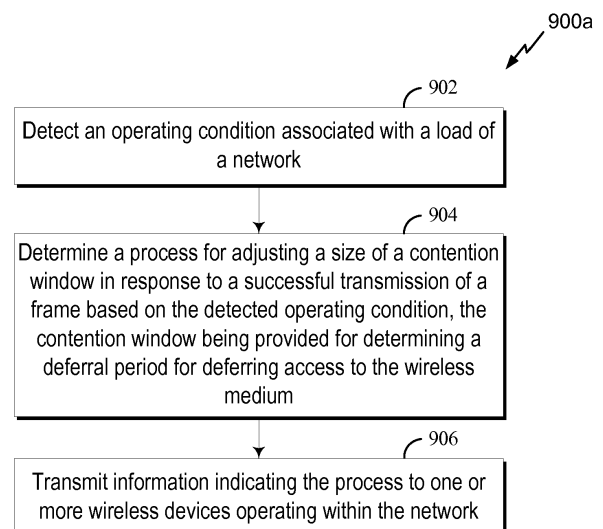 900a
902
Detect an operating condition associated with a load of
a network
904
Determine a process for adjusting a size of a contention
window in response to a successful transmission of a
frame based on the detected operating condition, the
contention window being provided for determining a
deferral period for deferring access to the wireless
medium
906
Transmit information indicating the process to one or
more wireless devices operating within the network